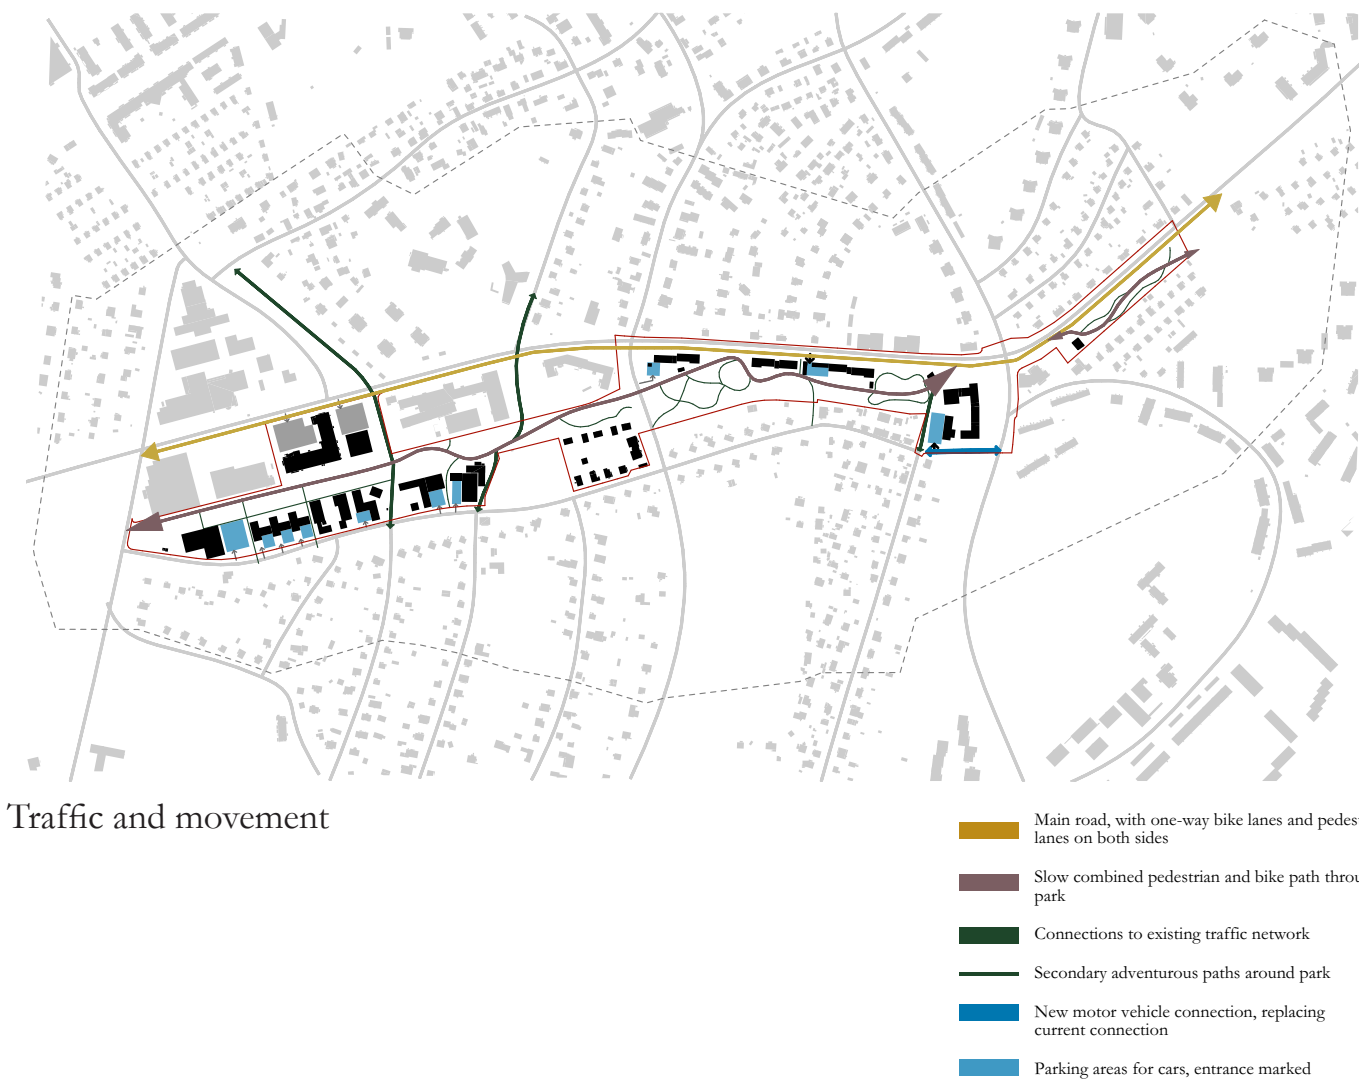 Traffic and movement
Main road, with one-way bike lanes and pedest
lanes on both sides
Slow combined pedestrian and bike path throu
park
Connections to existing traffic network
Secondary adventurous paths around park
New motor vehicle connection, replacing
current connection
Parking areas for cars, entrance marked